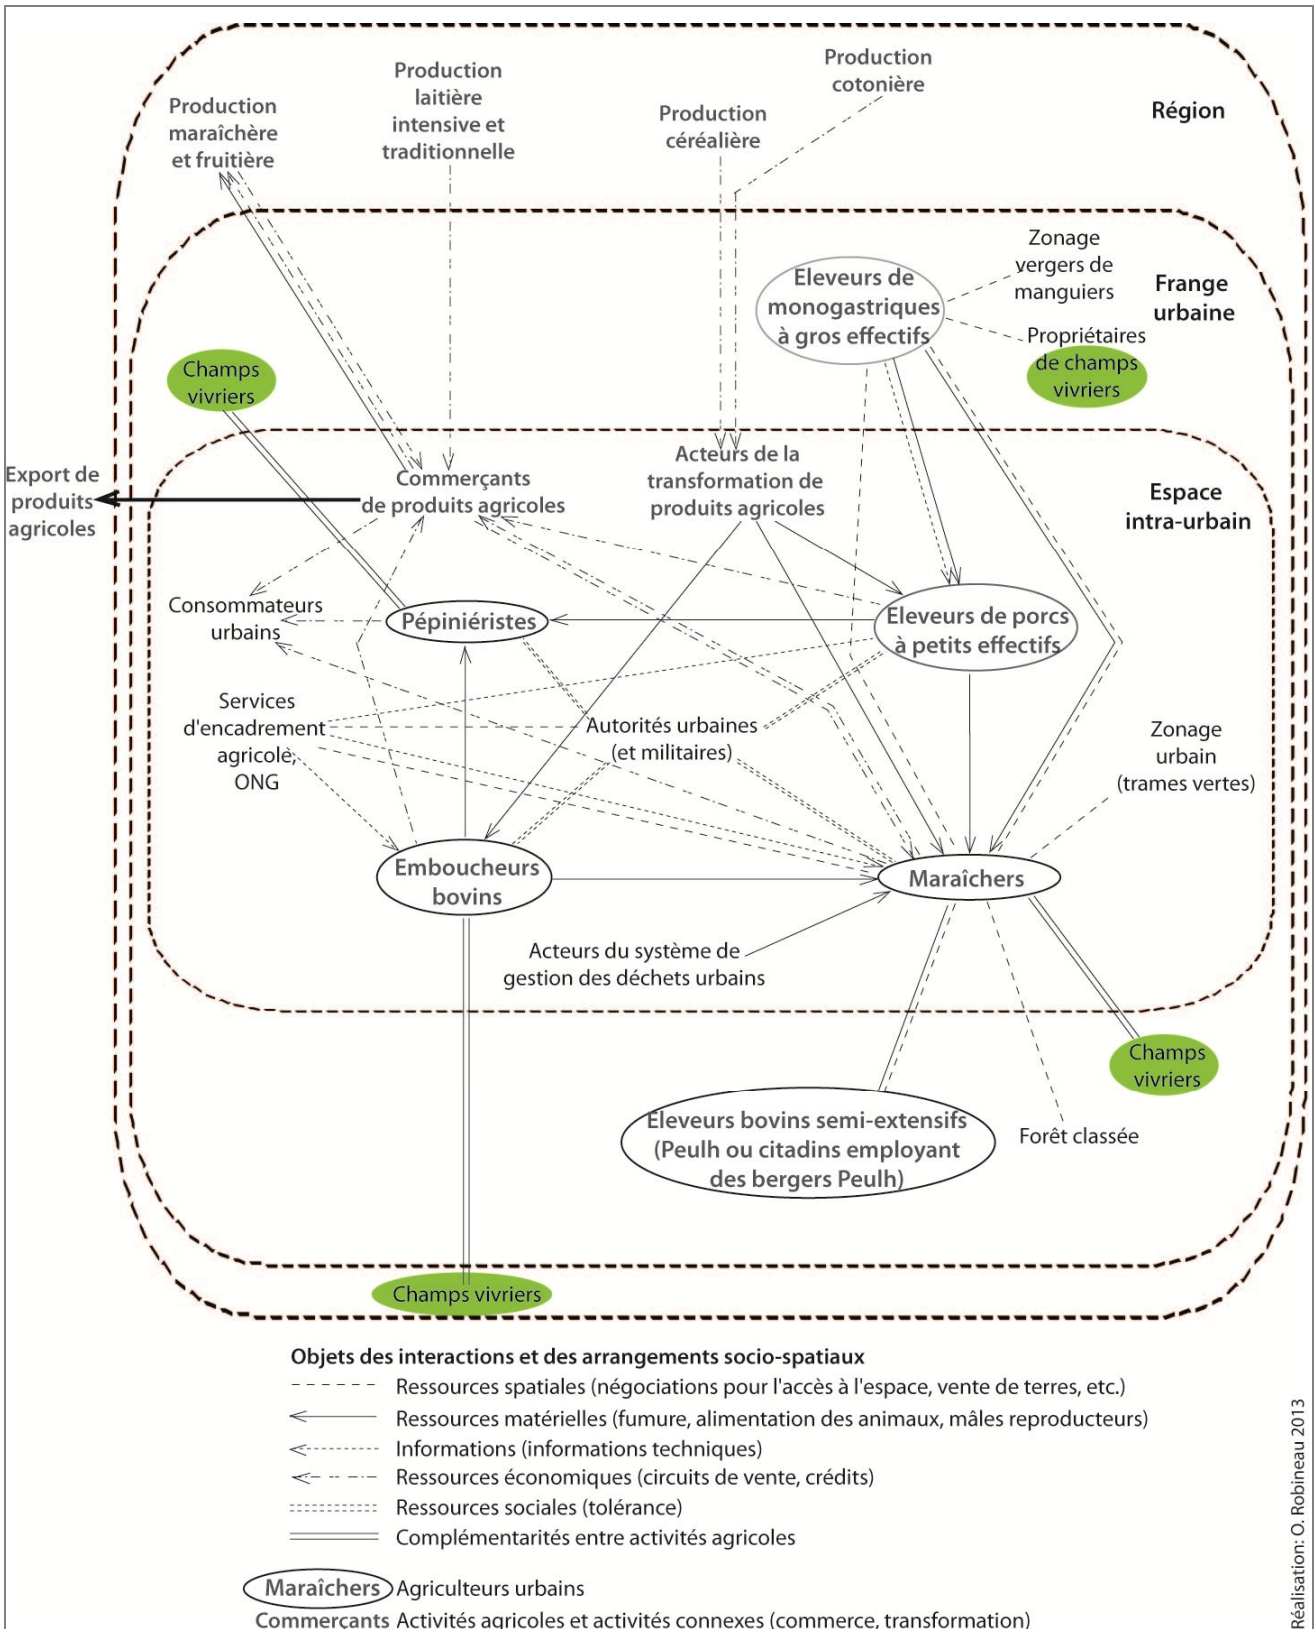 Production
cotonière
Production
laitière
intensive et
traditionnelle
Production
maraîchère
et fruitière
Production
céréalière
Région
Zonage
vergers de
manguiers
Eleveurs de
monogastriques
à gros effectifs
Frange
urbaine
Propriétaires
de champs
vivriers
Champs
vivriers
Export de
produits
agricoles
Commerçants
de produits agricoles
Acteurs de la
transformation de
produits agricoles
Espace
intra-urbain
Consommateurs
urbains
Pépiniéristes
Eleveurs de porcs
à petits effectifs
Services
d'encadrement
agricole,
ONG
Autorités urbaines
(et militaires)
Zonage
urbain
(trames vertes)
Emboucheurs
bovins
Maraîchers
Acteurs du système de
gestion des déchets urbains
Champs
vivriers
Eleveurs bovins semi-extensifs
(Peulh ou citadins employant
des bergers Peulh)
Forêt classée
Champs vivriers
Objets des interactions et des arrangements socio-spatiaux
Ressources spatiales (négociations pour l'accès à l'espace, vente de terres, etc.)
Ressources matérielles (fumure, alimentation des animaux, mâles reproducteurs)
Informations (informations techniques)
Ressources économiques (circuits de vente, crédits)
Ressources sociales (tolérance)
Complémentarités entre activités agricoles
Maraîchers Agriculteurs urbains
Commerçants Activités agricoles et activités connexes (commerce, transformation)
Réalisation: O. Robineau 2013